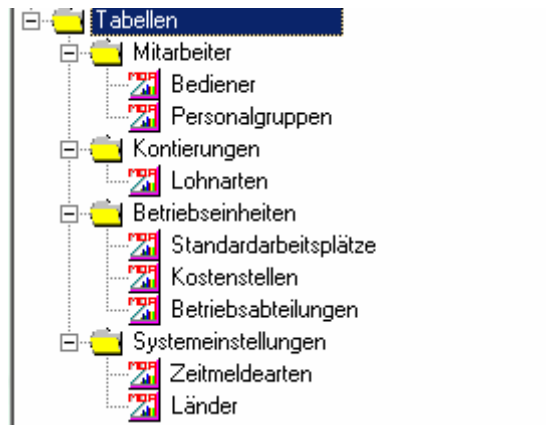 Tabellen
Mitarbeiter
Bediener
Personalgruppen
Kontierungen
Lohnarten
Betriebseinheiten
Standardarbeitsplätze
Kostenstellen
Betriebsabteilungen
Systemeinstellungen
Zeitmeldearten
Länder